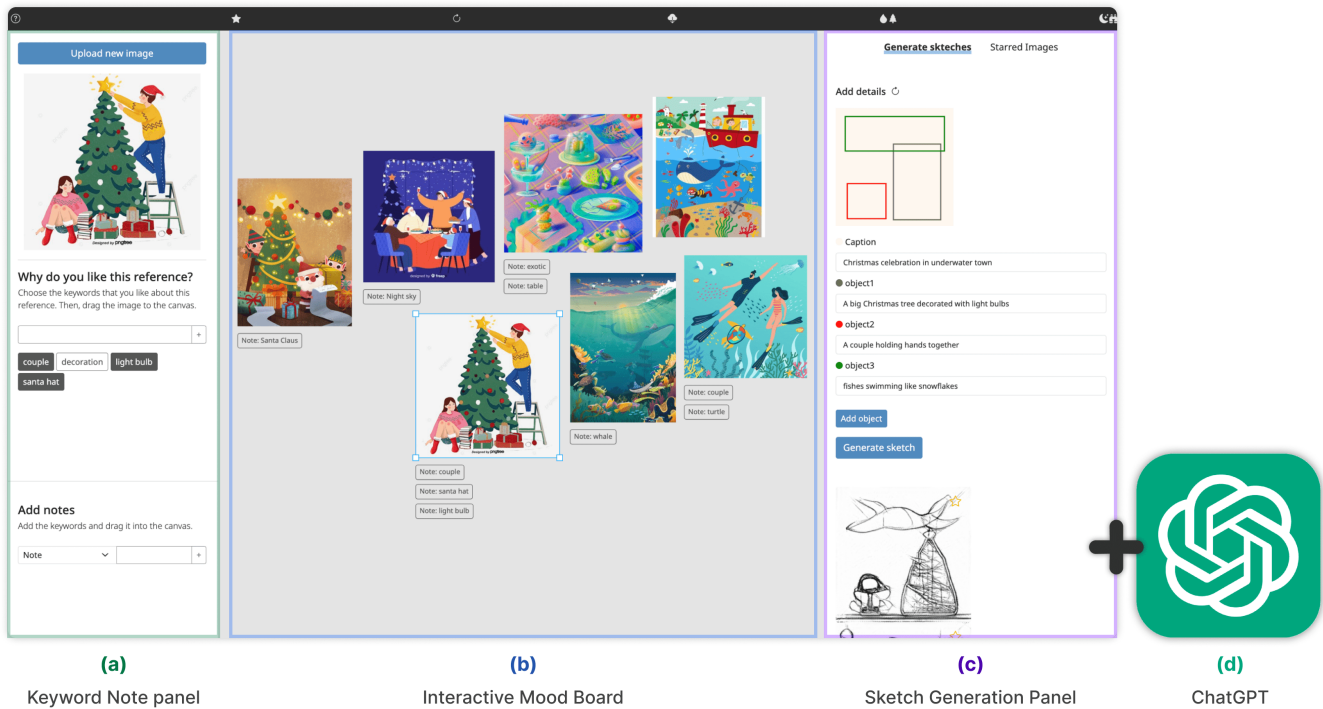 Upload new image
Designed by pngtree
Why do you like this reference?
Choose the keywords that you like about this
reference. Then, drag the image to the canvas.
+
couple decoration light bulb
santa hat
Add notes
Add the keywords and drag it into the canvas.
Note +
Note: Santa Claus
Note: Night sky
Note: exotic
Note: table
Note: couple
Note: santa hat
Note: light bulb
Note: whale
Note: couple
Note: turtle
Generate skteches Starred Images
Add details
Caption
Christmas celebration in underwater town
object1
A big Christmas tree decorated with light bulbs
object2
A couple holding hands together
object3
fishes swimming like snowflakes
Add object
Generate sketch
(a)
Keyword Note panel
(b)
Interactive Mood Board
(c)
Sketch Generation Panel
(d)
ChatGPT